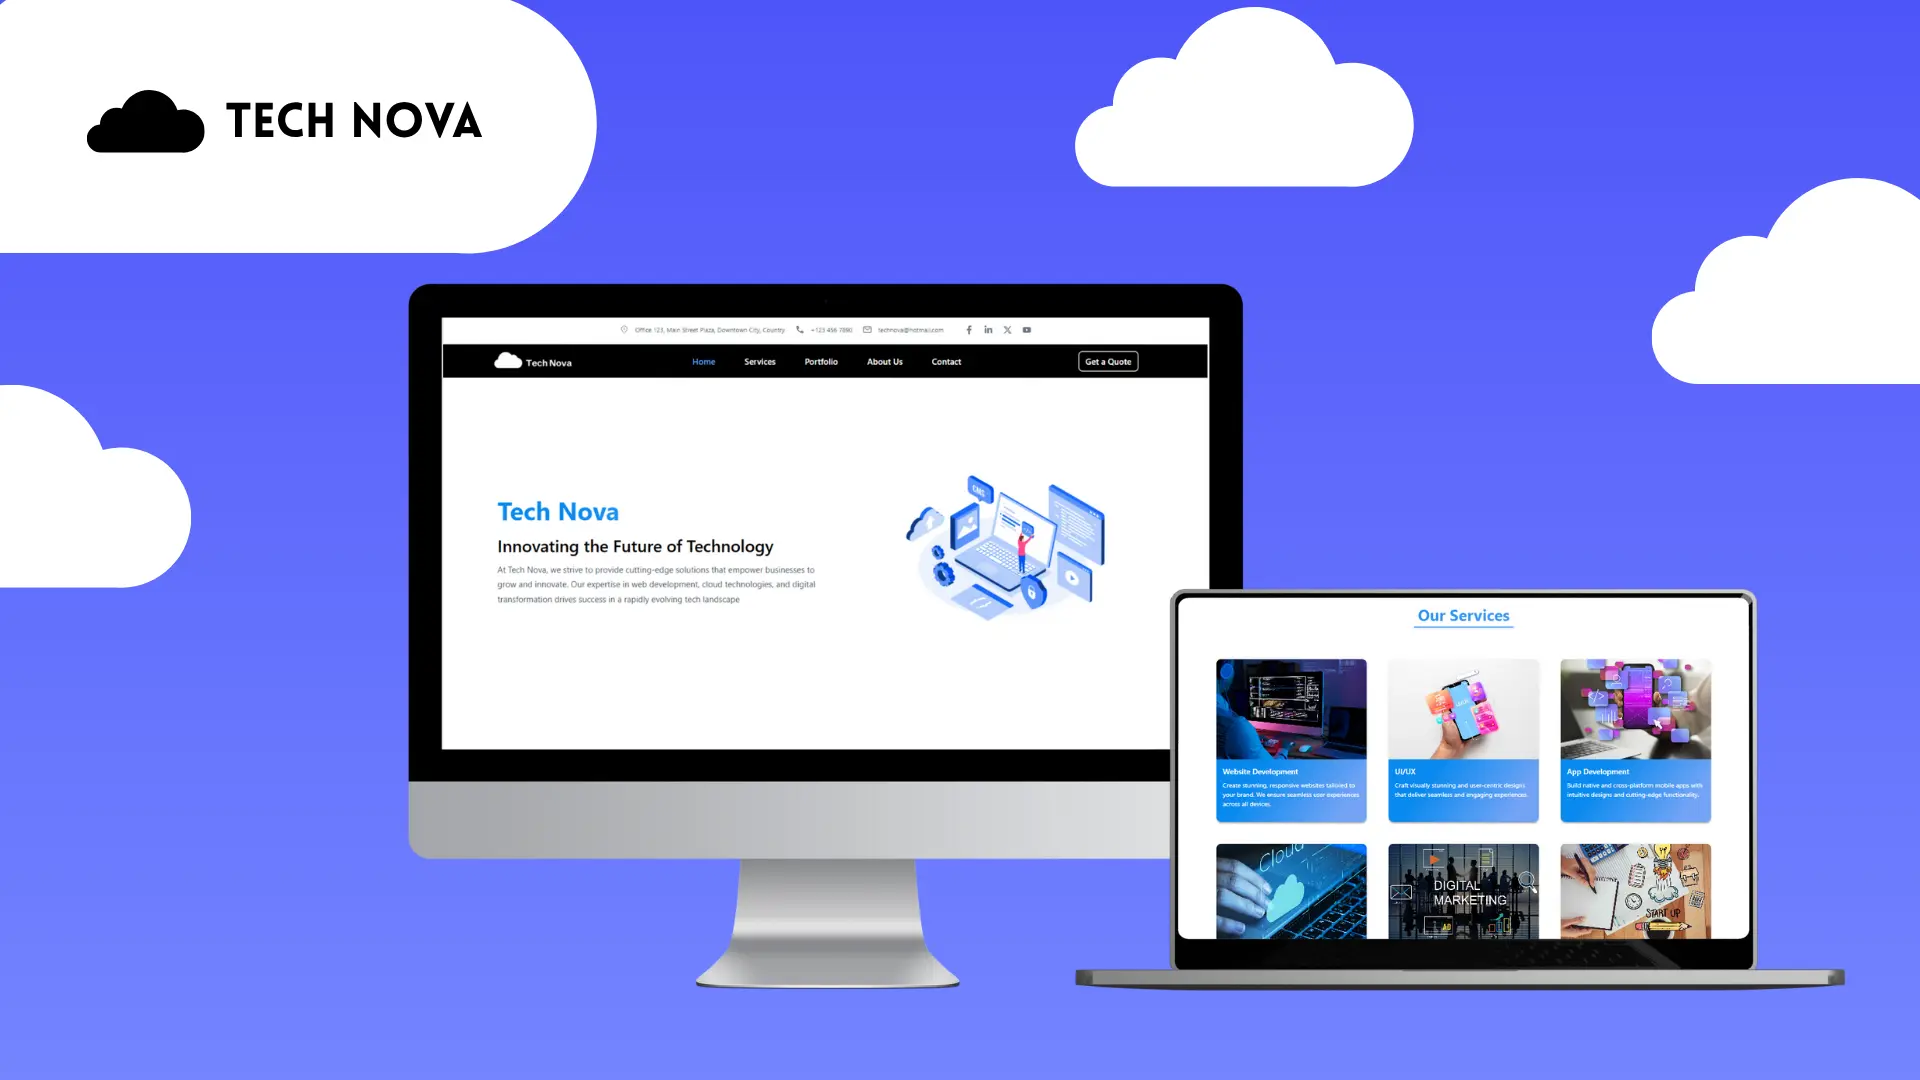 TECH NOVA
Office 123, Main Street Plaza, Downtown City, Country +123 456 7890 technova@hotmail.com
Tech Nova Home Services Portfolio About Us Contact Get a Quote
Tech Nova
Innovating the Future of Technology
At Tech Nova, we strive to provide cutting-edge solutions that empower businesses to
grow and innovate. Our expertise in web development, cloud technologies, and digital
transformation drives success in a rapidly evolving tech landscape
CMS
Our Services
Website Development
Create stunning, responsive websites tailored to
your brand. We ensure seamless user experiences
across all devices.
UI/UX
Craft visually stunning and user-centric designs
that deliver seamless and engaging experiences.
App Development
Build native and cross-platform mobile apps with
intuitive designs and cutting-edge functionality.
Cloud
DIGITAL
MARKETING
AD
START UP